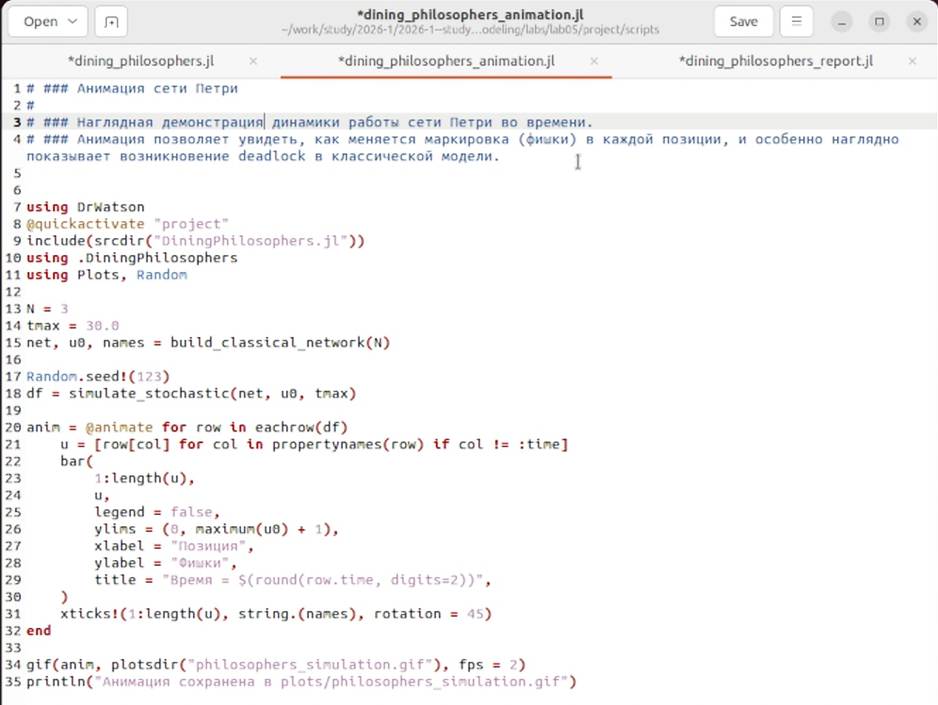 Open
*dining_philosophers_animation.jl
~/work/study/2026-1/2026-1--study...odeling/labs/lab05/project/scripts
Save
*dining_philosophers.jl
*dining_philosophers_animation.jl
*dining_philosophers_report.jl
1 # ### Анимация сети Петри
2 #
3 # ### Наглядная демонстрация динамики работы сети Петри во времени.
4 # ### Анимация позволяет увидеть, как меняется маркировка (фишки) в каждой позиции, и особенно наглядно
показывает возникновение deadlock в классической модели.
5
6
7 using DrWatson
8 @quickactivate "project"
9 include(srcdir("DiningPhilosophers.jl"))
10 using .DiningPhilosophers
11 using Plots, Random
12
13 N = 3
14 tmax = 30.0
15 net, u0, names = build_classical_network(N)
16
17 Random.seed!(123)
18 df = simulate_stochastic(net, u0, tmax)
19
20 anim = @animate for row in eachrow(df)
21     u = [row[col] for col in propertynames(row) if col != :time]
22     bar(
23         1:length(u),
24         u,
25         legend = false,
26         ylims = (0, maximum(u0) + 1),
27         xlabel = "Позиция",
28         ylabel = "Фишки",
29         title = "Время = $(round(row.time, digits=2))",
30     )
31     xticks!(1:length(u), string.(names), rotation = 45)
32 end
33
34 gif(anim, plotsdir("philosophers_simulation.gif"), fps = 2)
35 println("Анимация сохранена в plots/philosophers_simulation.gif")